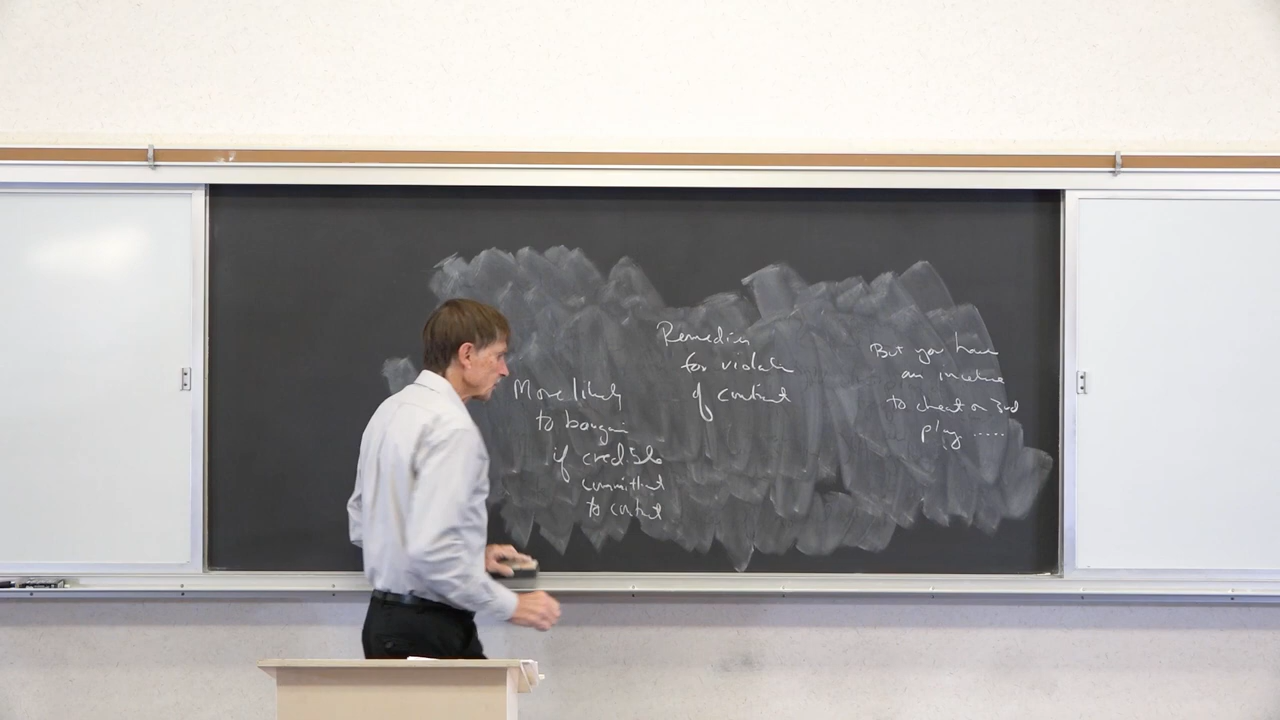 More likely
to bargain
if credible
commitment
to contract
Remedies
for violation
of contract
But you have
an incentive
to cheat on 3rd
play .....